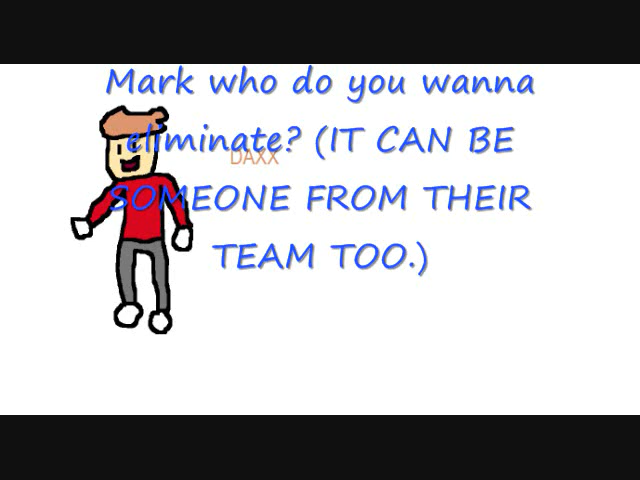 Mark who do you wanna
eliminate? (IT CAN BE
DAXX
SOMEONE FROM THEIR
TEAM TOO.)